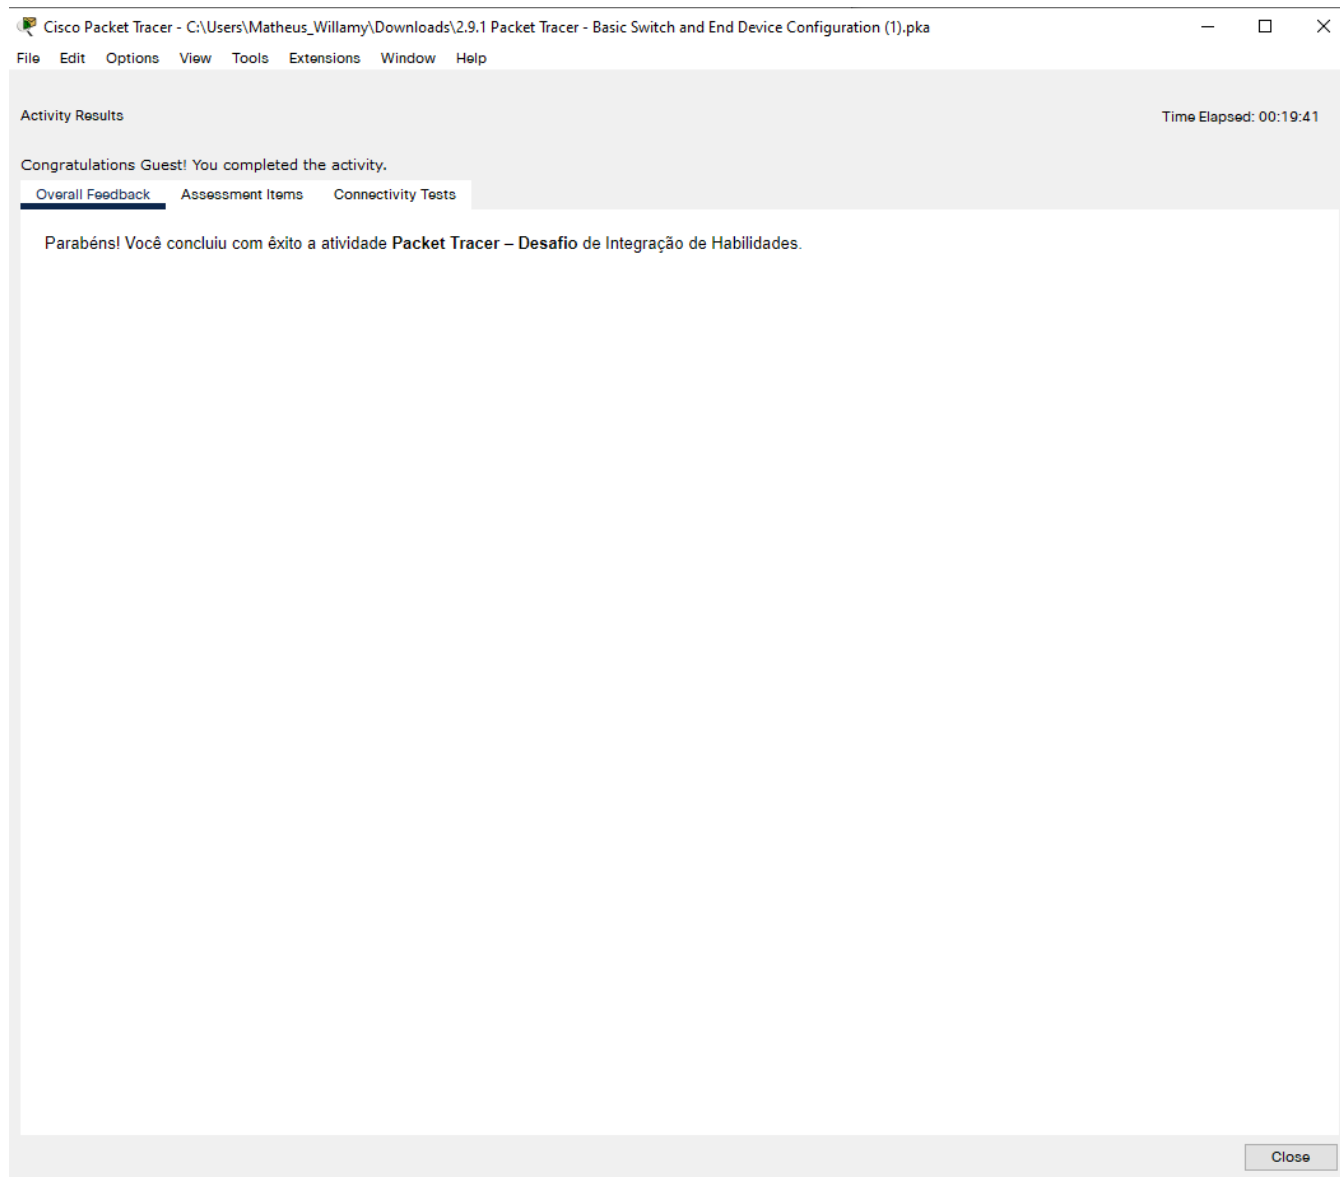 Cisco Packet Tracer - C:\Users\Matheus_Willamy\Downloads\2.9.1 Packet Tracer - Basic Switch and End Device Configuration (1).pka
File Edit Options View Tools Extensions Window Help
Activity Results Time Elapsed: 00:19:41
Congratulations Guest! You completed the activity.
Overall Feedback Assessment Items Connectivity Tests
Parabéns! Você concluiu com êxito a atividade Packet Tracer – Desafio de Integração de Habilidades.
Close